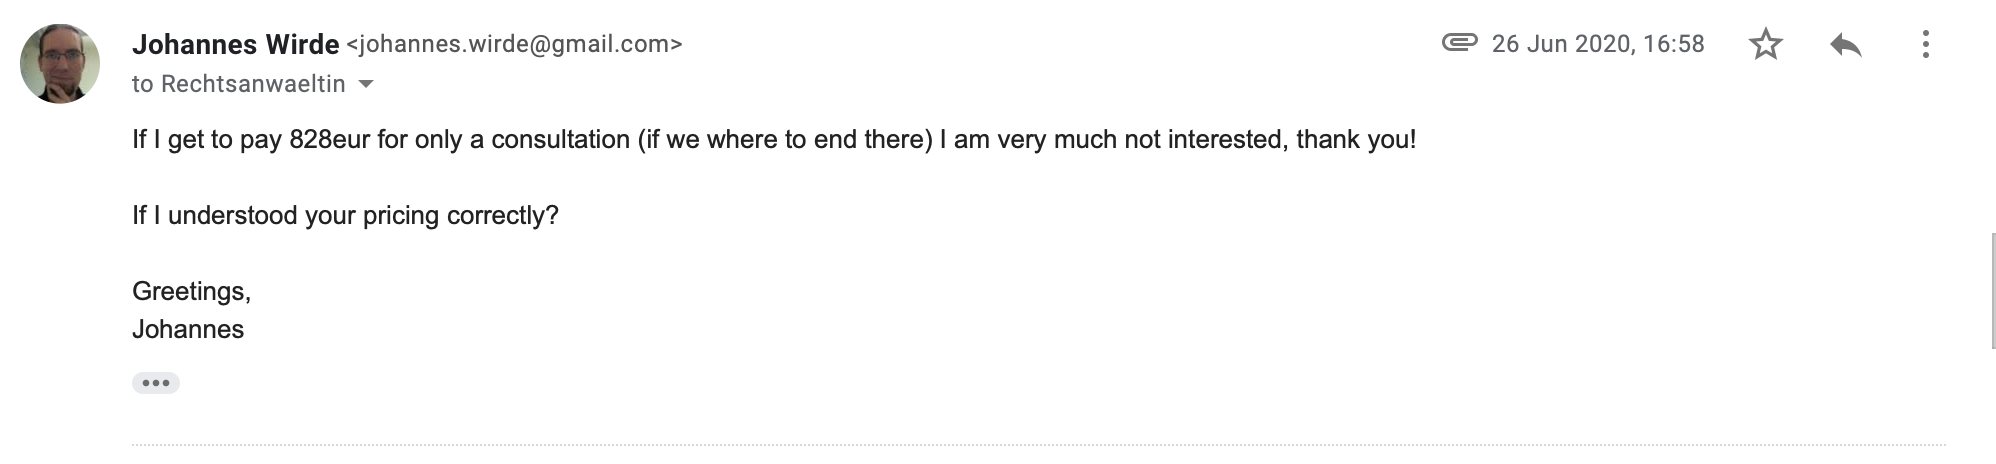 Johannes Wirde <johannes.wirde@gmail.com>
26 Jun 2020, 16:58
to Rechtsanwaeltin
If I get to pay 828eur for only a consultation (if we where to end there) I am very much not interested, thank you!
If I understood your pricing correctly?
Greetings,
Johannes